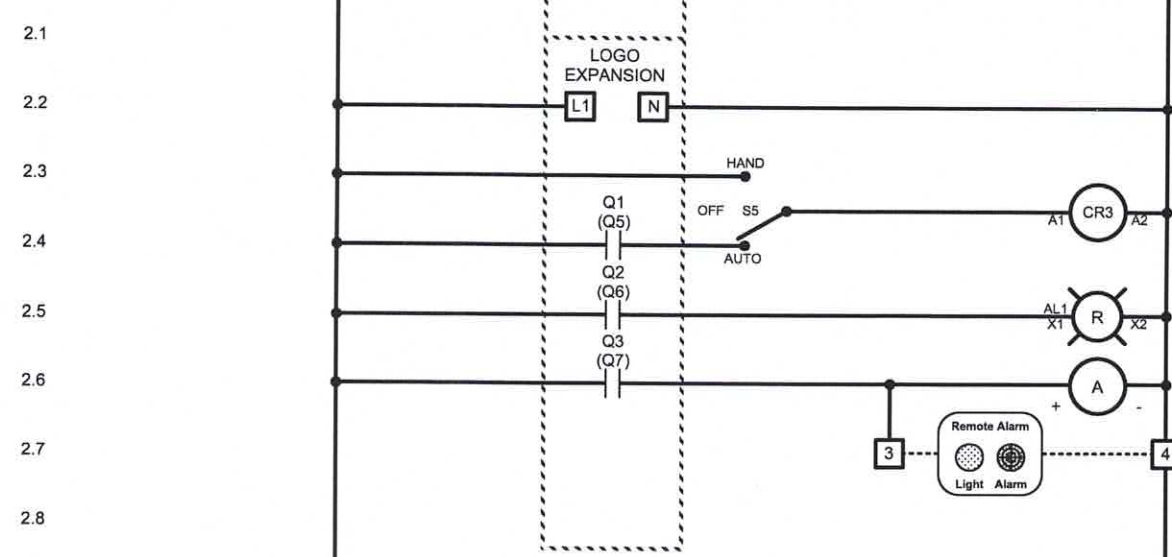 2.1
LOGO
EXPANSION
2.2
L1
N
2.3
HAND
Q1
(Q5)
OFF
S5
A1
CR3
A2
2.4
AUTO
Q2
(Q6)
2.5
AL1
X1
R
X2
Q3
(Q7)
2.6
A
+
-
Remote Alarm
2.7
3
4
Light
Alarm
2.8